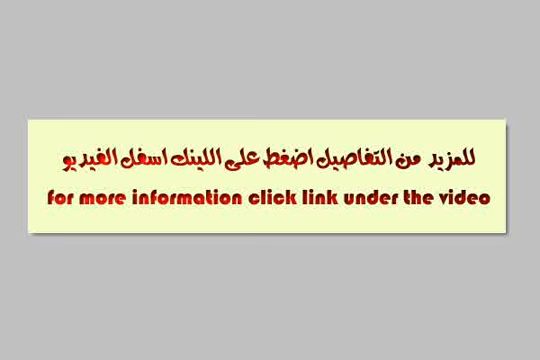 للمزيد من التفاصيل اضغط على اللينك اسفل الفيديو
for more information click link under the video